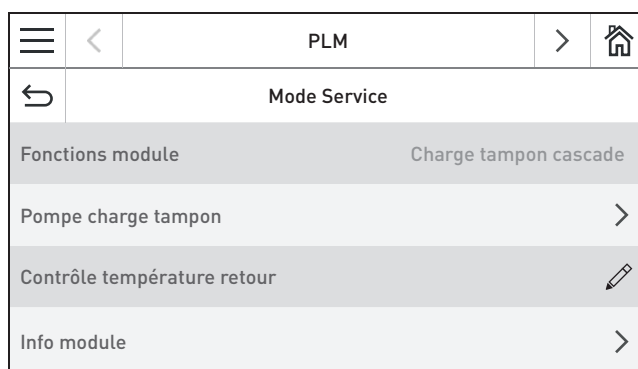 PLM
Mode Service
Fonctions module Charge tampon cascade
Pompe charge tampon
Contrôle température retour
Info module